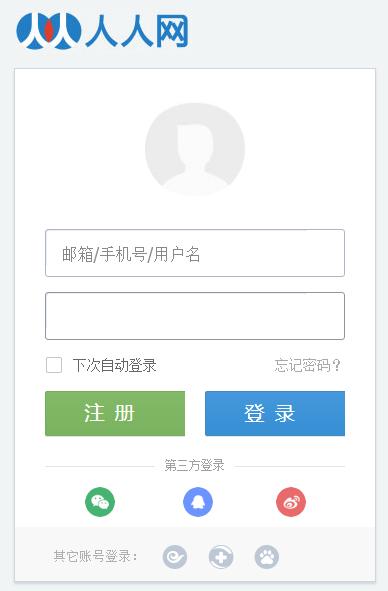 人人网
邮箱/手机号/用户名
下次自动登录 忘记密码?
注 册 登 录
第三方登录
其它账号登录：